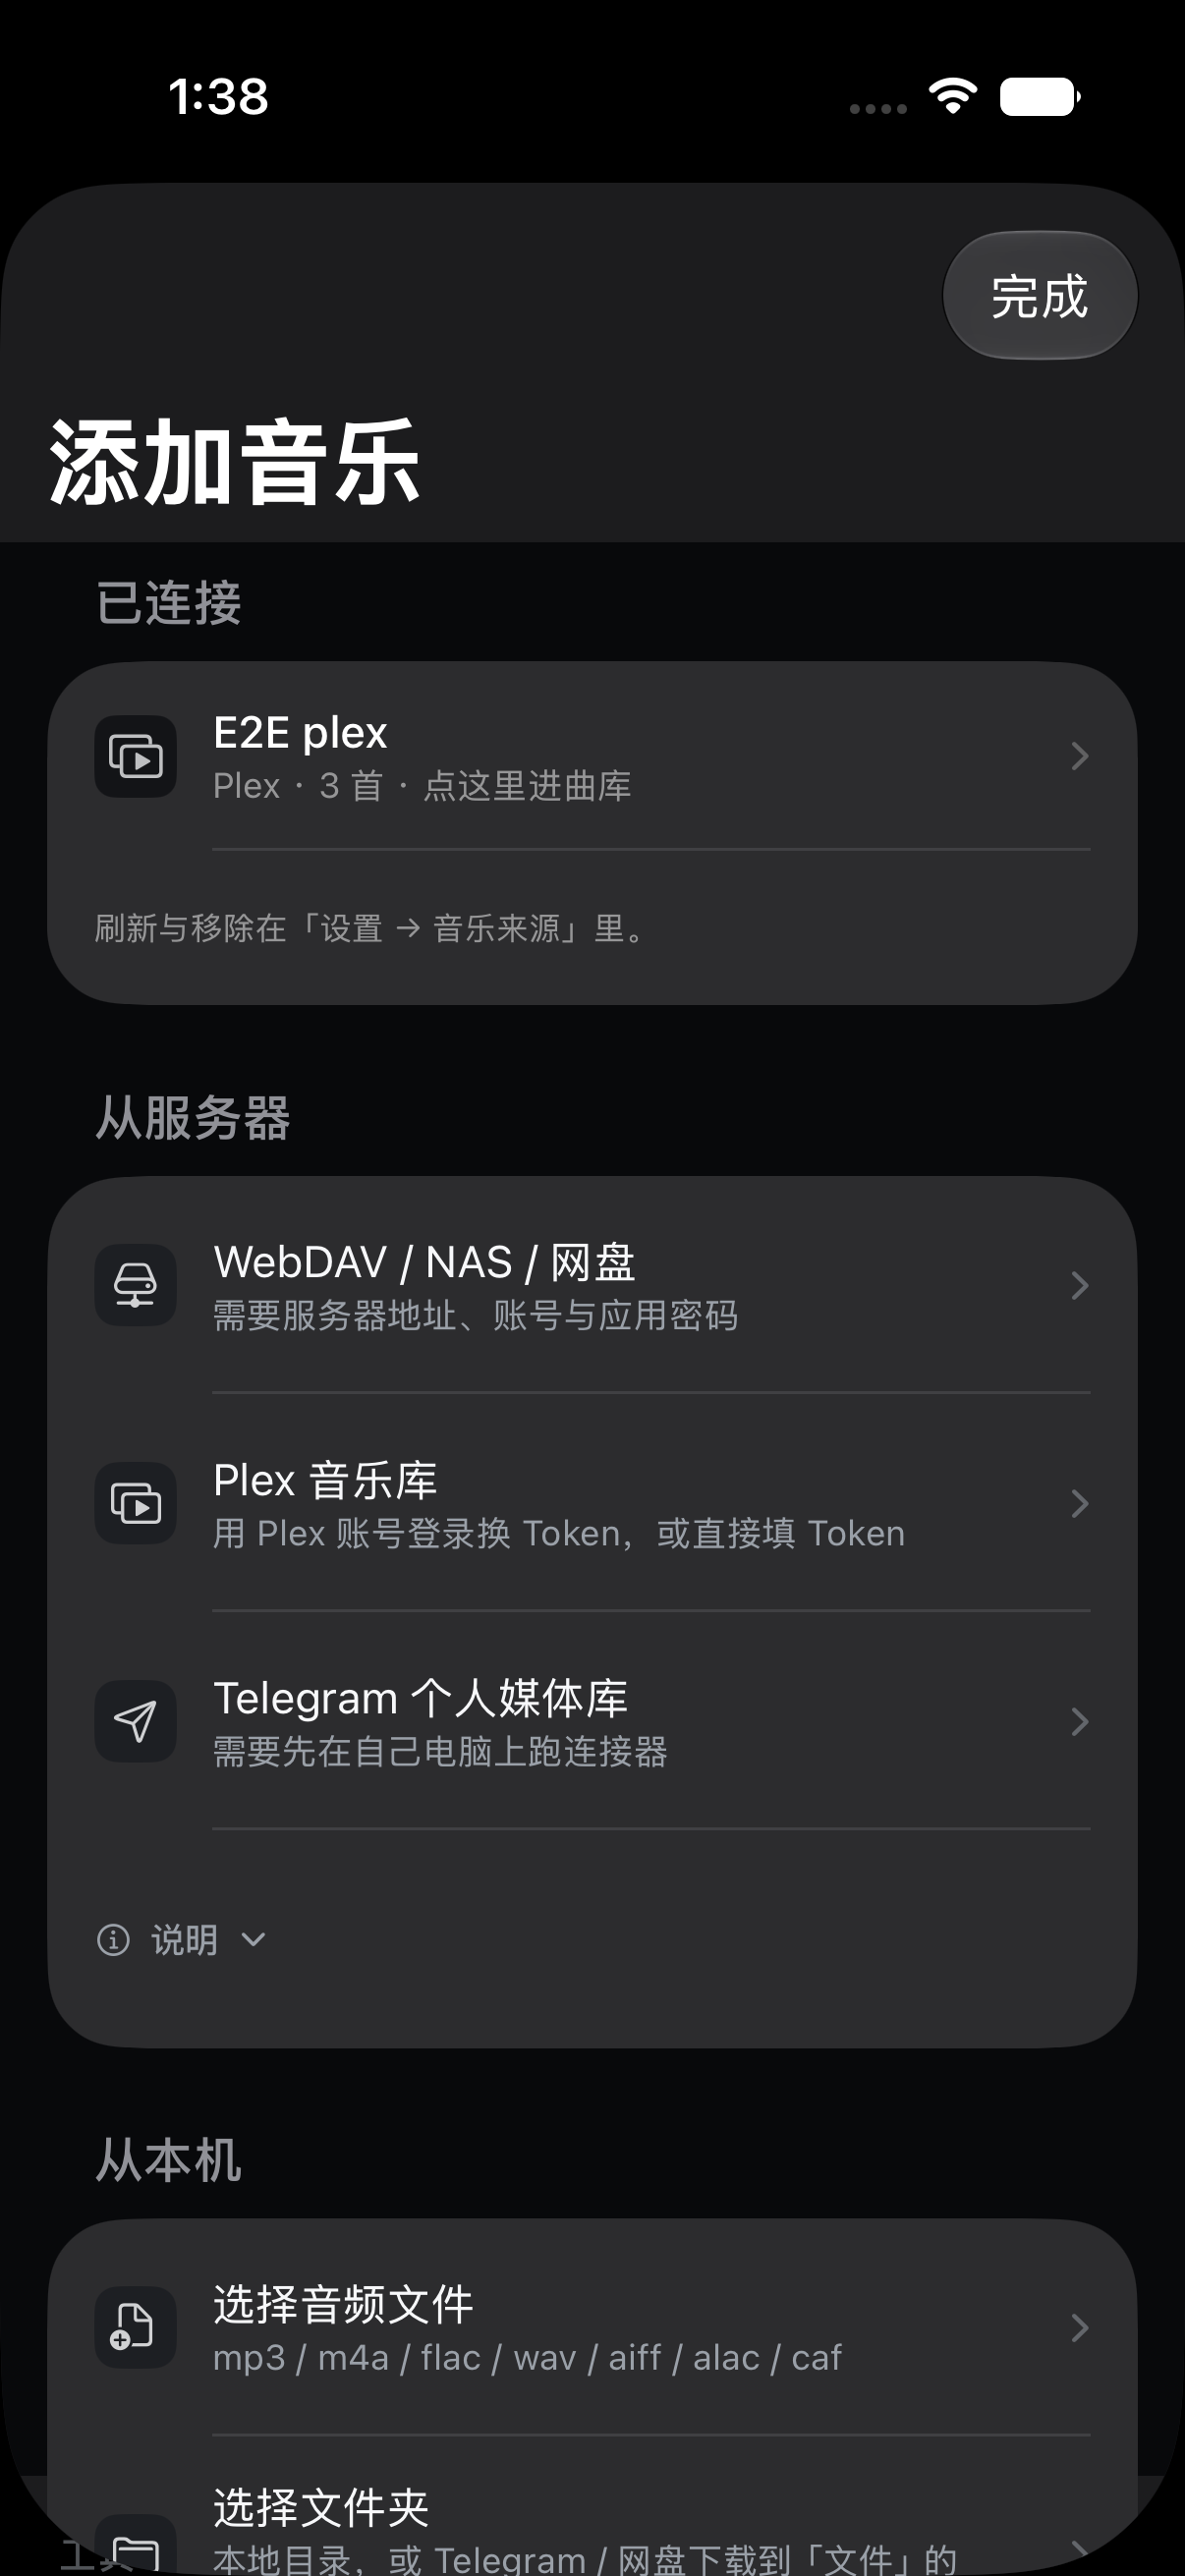 1:38
完成
添加音乐
已连接
E2E plex
Plex · 3 首 · 点这里进曲库
刷新与移除在「设置 → 音乐来源」里。
从服务器
WebDAV / NAS / 网盘
需要服务器地址、账号与应用密码
Plex 音乐库
用 Plex 账号登录换 Token，或直接填 Token
Telegram 个人媒体库
需要先在自己电脑上跑连接器
说明
从本机
选择音频文件
mp3 / m4a / flac / wav / aiff / alac / caf
选择文件夹
本地目录，或 Telegram / 网盘下载到「文件」的
工具